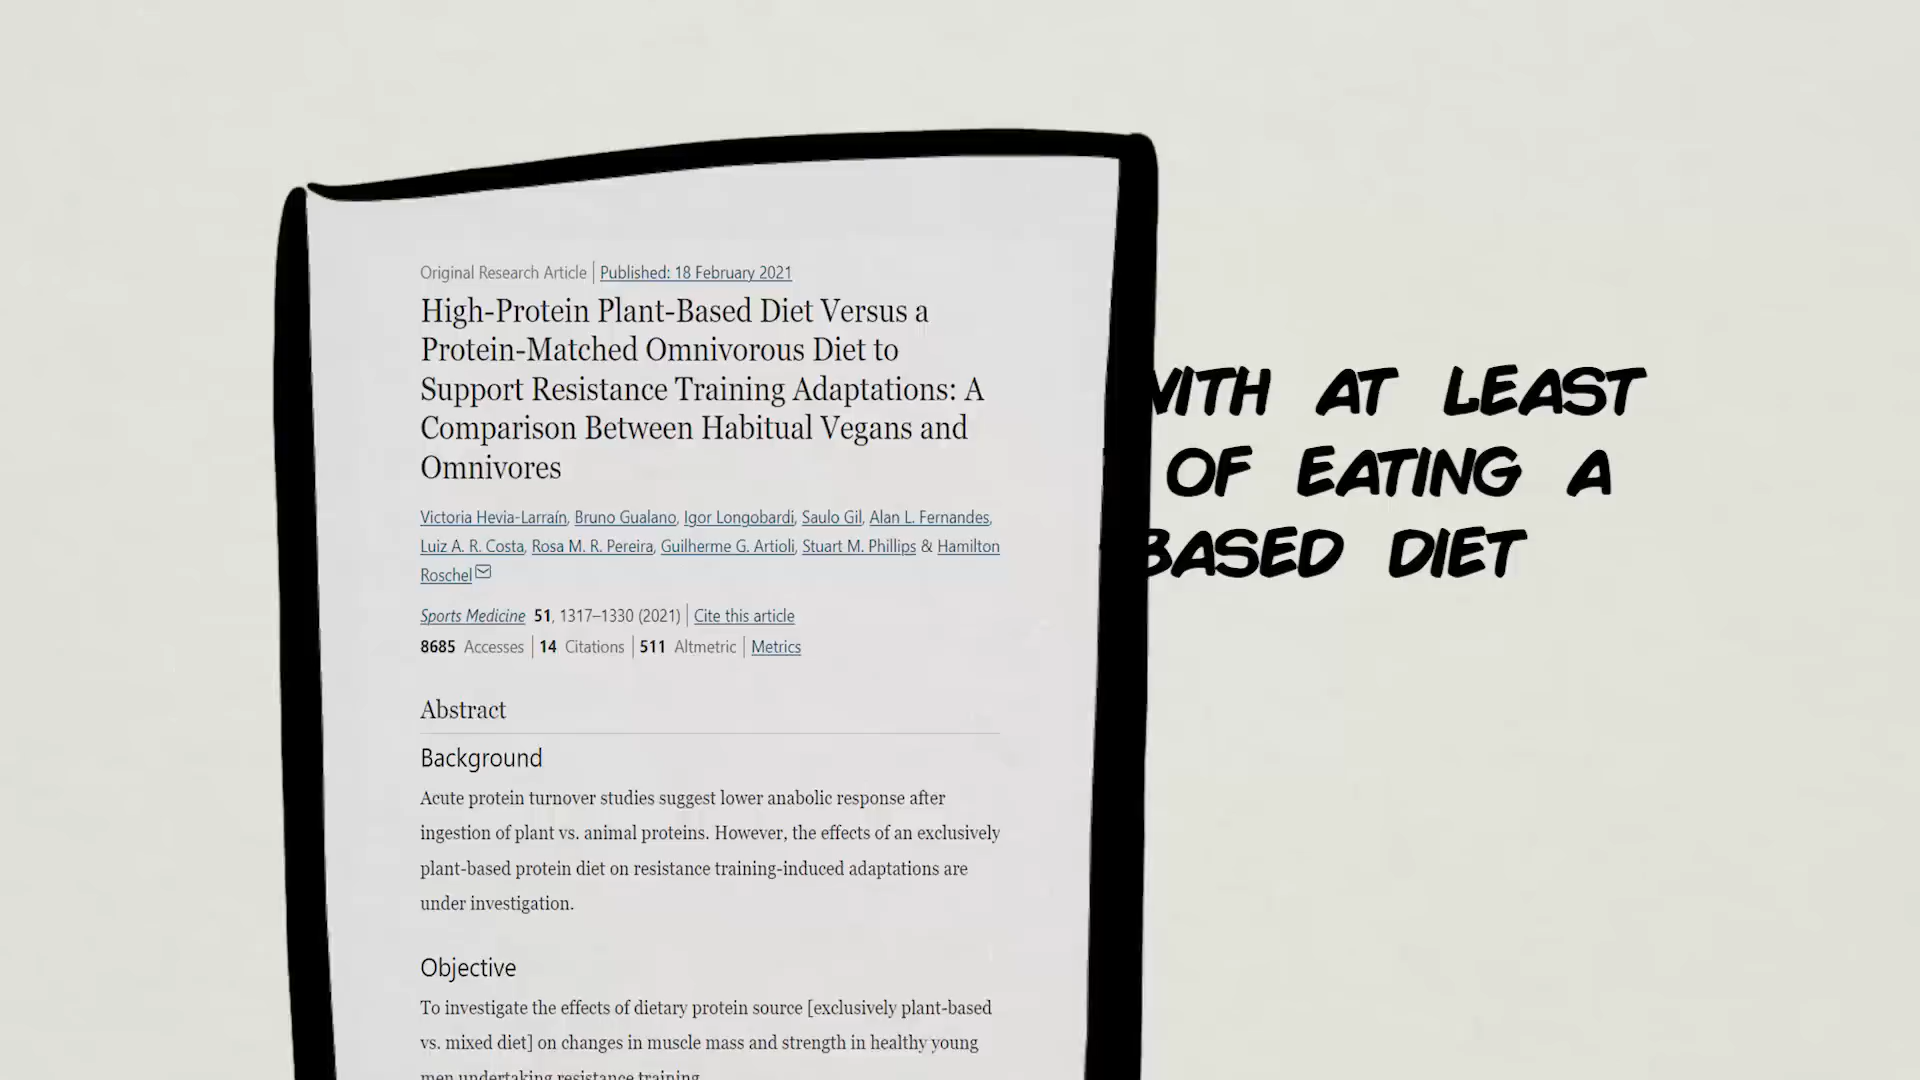 Original Research Article | Published: 18 February 2021
High-Protein Plant-Based Diet Versus a
Protein-Matched Omnivorous Diet to
Support Resistance Training Adaptations: A
Comparison Between Habitual Vegans and
Omnivores
Victoria Hevia-Larraín, Bruno Gualano, Igor Longobardi, Saulo Gil, Alan L. Fernandes,
Luiz A. R. Costa, Rosa M. R. Pereira, Guilherme G. Artioli, Stuart M. Phillips & Hamilton
Roschel
Sports Medicine 51, 1317–1330 (2021) | Cite this article
8685 Accesses | 14 Citations | 511 Altmetric | Metrics
Abstract
Background
Acute protein turnover studies suggest lower anabolic response after
ingestion of plant vs. animal proteins. However, the effects of an exclusively
plant-based protein diet on resistance training-induced adaptations are
under investigation.
Objective
To investigate the effects of dietary protein source [exclusively plant-based
vs. mixed diet] on changes in muscle mass and strength in healthy young
men undertaking resistance training.
WITH AT LEAST
OF EATING A
BASED DIET